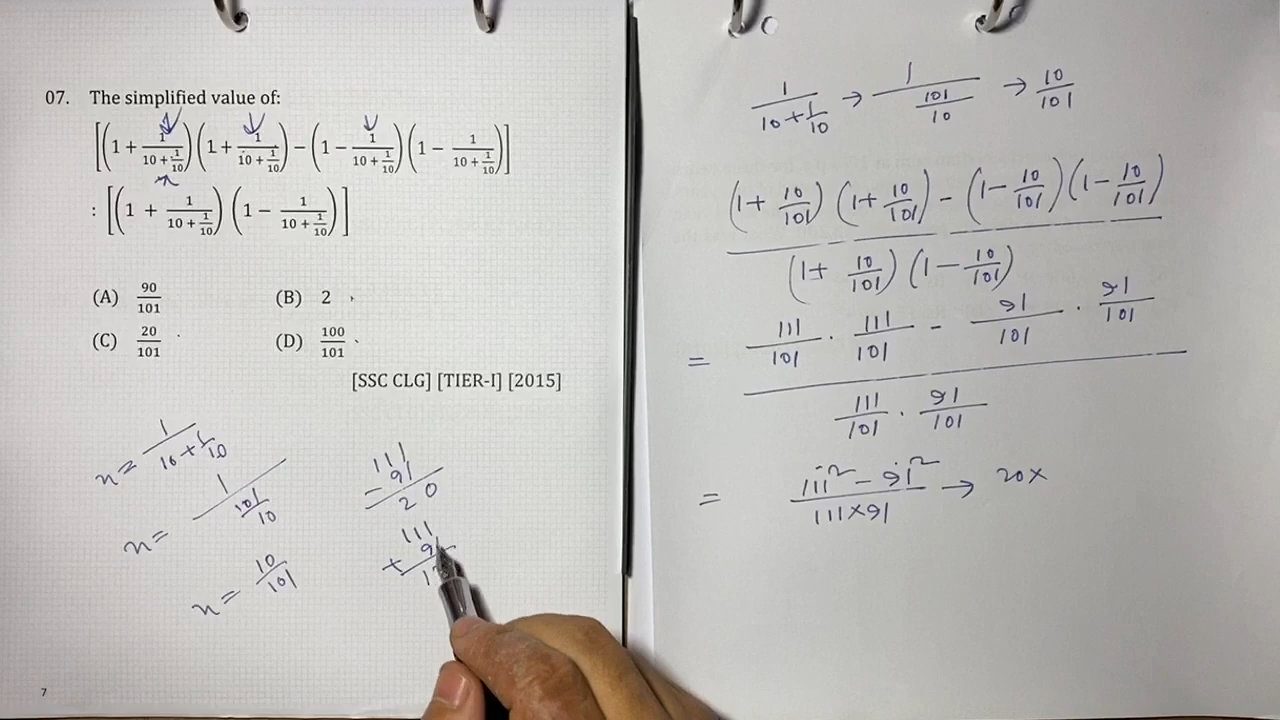 07. The simplified value of:
[(1 + 1/(10 + 1/10)) (1 + 1/(10 + 1/10)) − (1 − 1/(10 + 1/10)) (1 − 1/(10 + 1/10))]
: [(1 + 1/(10 + 1/10)) (1 − 1/(10 + 1/10))]
(A) 90/101 (B) 2
(C) 20/101 (D) 100/101
[SSC CLG] [TIER-I] [2015]
x = 1/(10 + 1/10)
x = 1/(101/10)
x = 10/101
111
− 91
20
111
+ 91
7
1/(10 + 1/10) → 1/(101/10) → 10/101
((1 + 10/101) (1 + 10/101) − (1 − 10/101) (1 − 10/101))/((1 + 10/101) (1 − 10/101))
= (111/101 · 111/101 − 91/101 · 91/101)/(111/101 · 91/101)
= (111² − 91²)/(111 × 91) → 20×